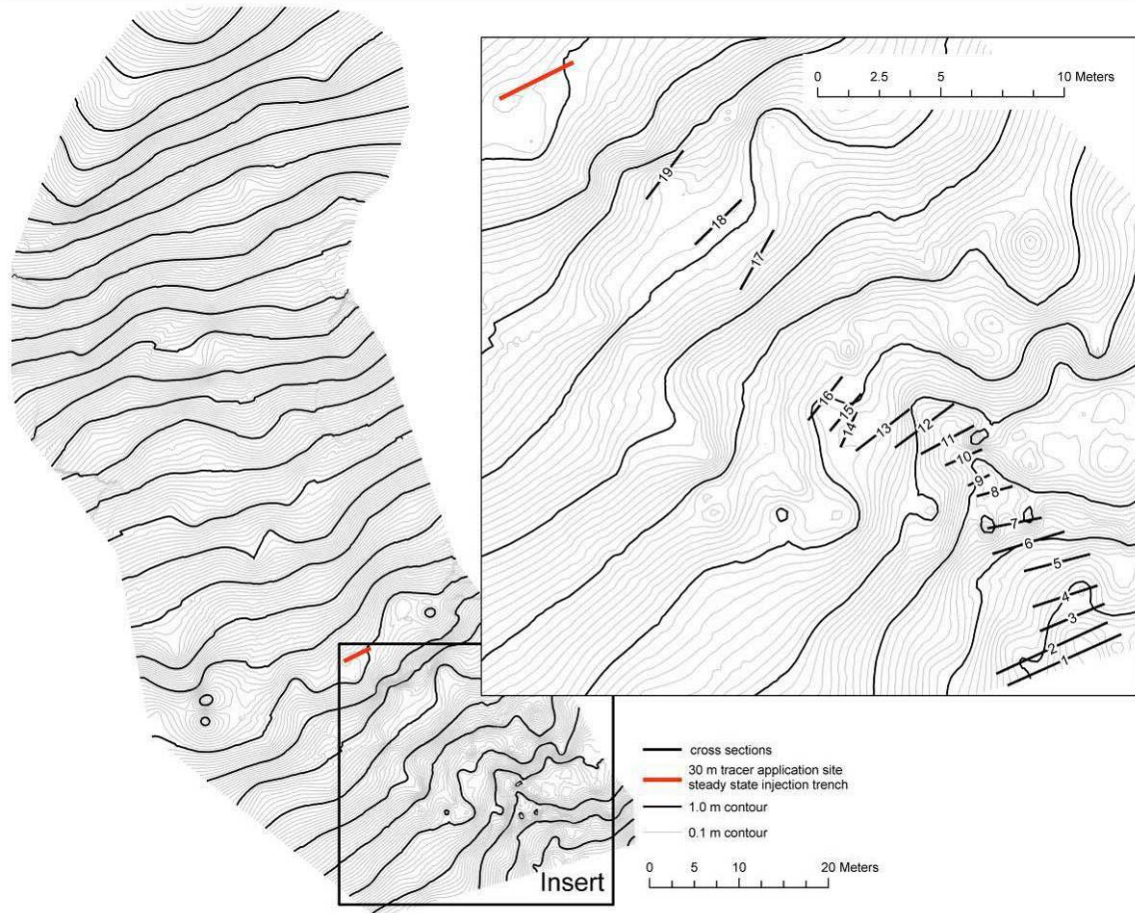 0 2.5 5 10 Meters
19
18
17
16
15
14
13
12
11
10
9
8
7
6
5
4
3
2
1
cross sections
30 m tracer application site
steady state injection trench
1.0 m contour
0.1 m contour
0 5 10 20 Meters
Insert